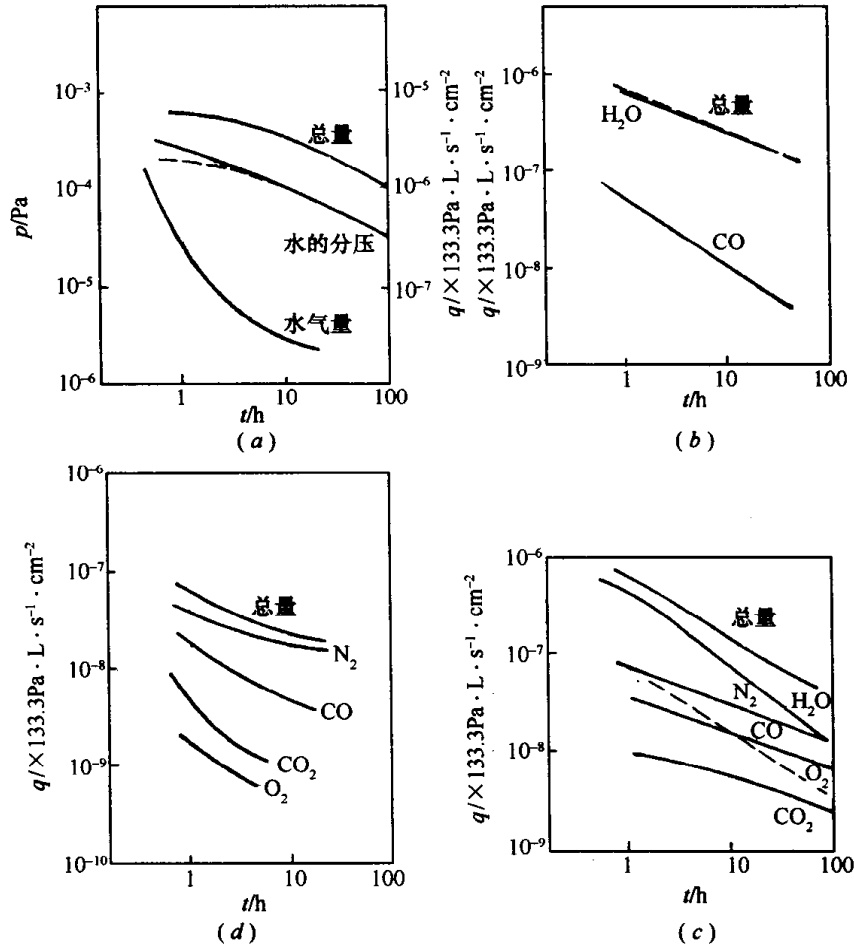 p/Pa
10⁻³
10⁻⁴
10⁻⁵
10⁻⁶
1
10
100
t/h
总量
水的分压
水气量
10⁻⁵
10⁻⁶
10⁻⁷
q/×133.3Pa·L·s⁻¹·cm⁻²
(a)
q/×133.3Pa·L·s⁻¹·cm⁻²
10⁻⁶
10⁻⁷
10⁻⁸
10⁻⁹
H₂O
总量
CO
1
10
100
t/h
(b)
q/×133.3Pa·L·s⁻¹·cm⁻²
10⁻⁶
10⁻⁷
10⁻⁸
10⁻⁹
10⁻¹⁰
总量
N₂
CO
CO₂
O₂
1
10
100
t/h
(d)
q/×133.3Pa·L·s⁻¹·cm⁻²
10⁻⁶
10⁻⁷
10⁻⁸
10⁻⁹
总量
N₂
H₂O
CO
O₂
CO₂
1
10
100
t/h
(c)